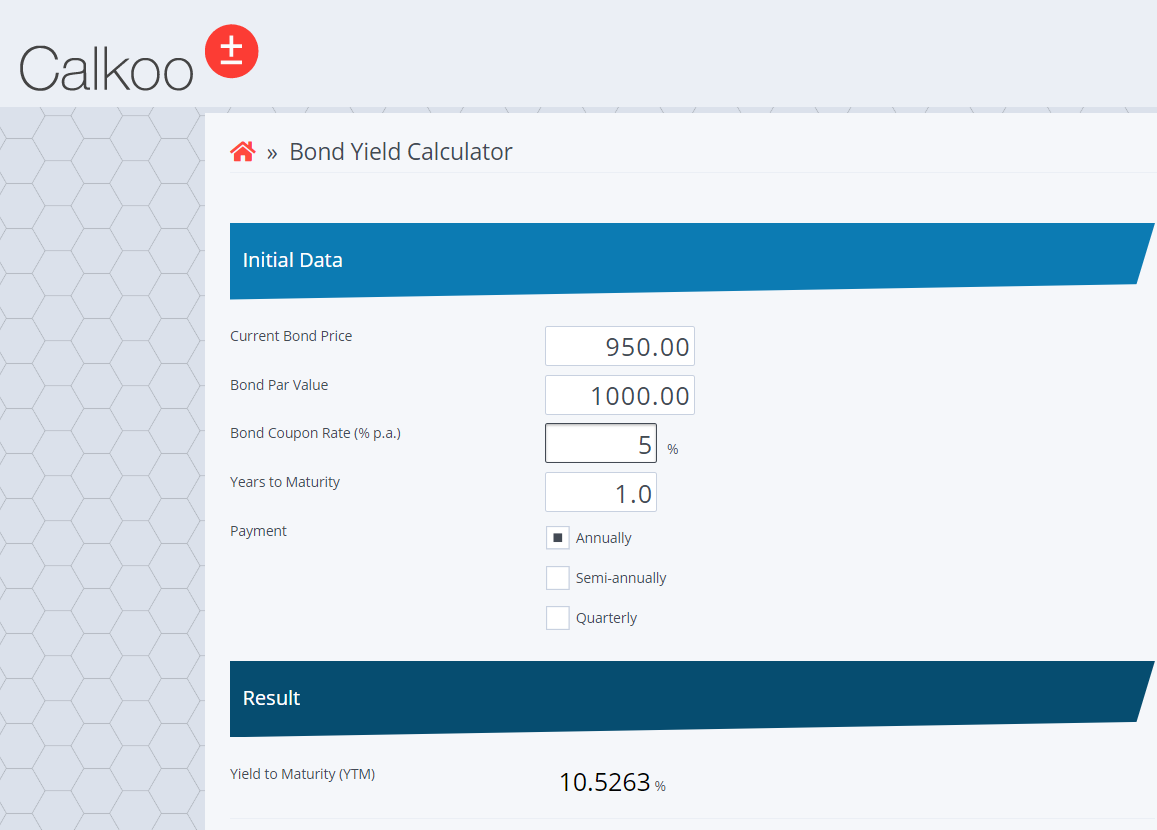 Calkoo ±
» Bond Yield Calculator
Initial Data
Current Bond Price 950.00
Bond Par Value 1000.00
Bond Coupon Rate (% p.a.) 5 %
Years to Maturity 1.0
Payment Annually
Semi-annually
Quarterly
Result
Yield to Maturity (YTM) 10.5263 %